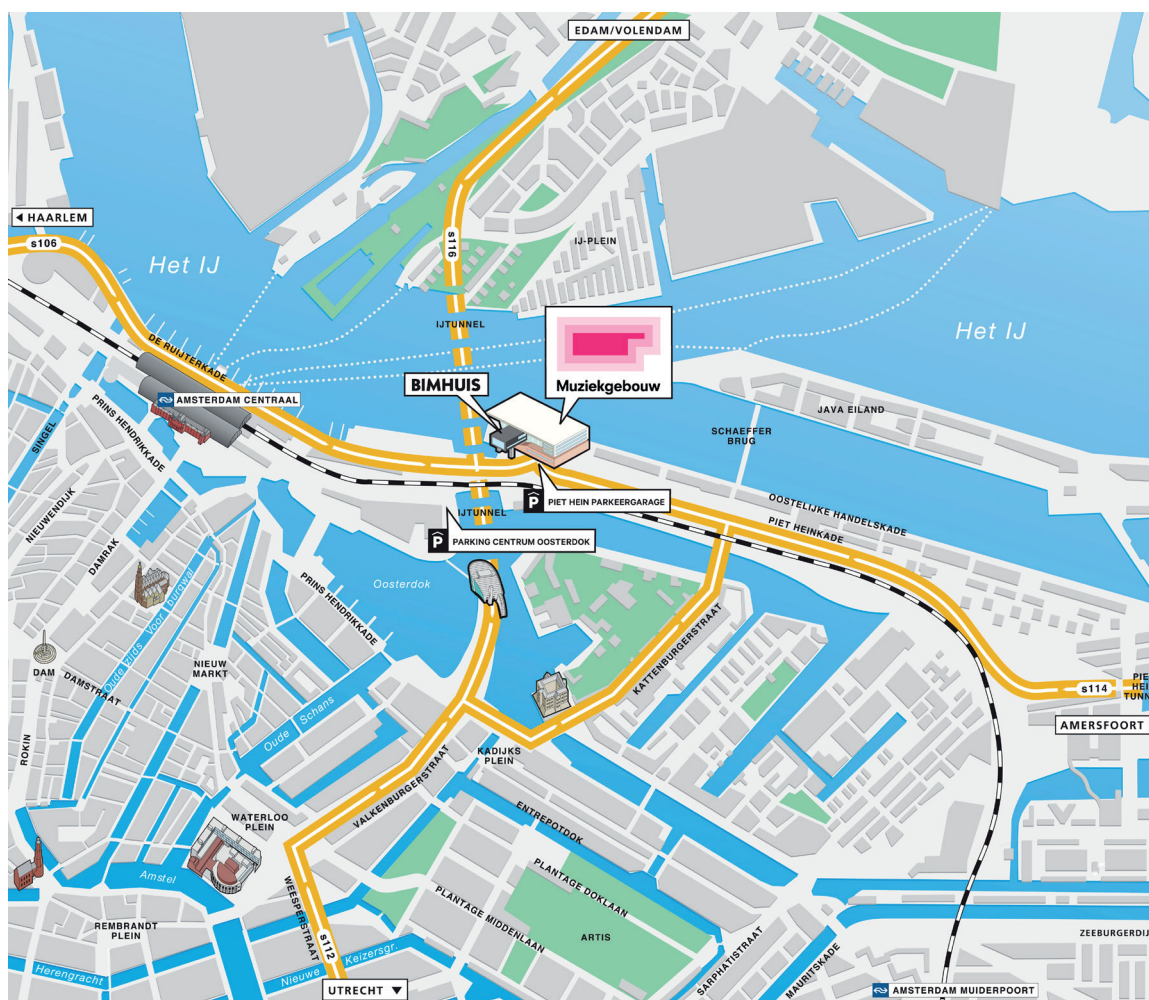 EDAM/VOLENDAM
HAARLEM
s106
s116
Het IJ
IJ-PLEIN
IJTUNNEL
Het IJ
DE RUIJTERKADE
BIMHUIS
Muziekgebouw
AMSTERDAM CENTRAAL
JAVA EILAND
SCHAEFFER
BRUG
PRINS HENDRIKKADE
SINGEL
NIEUWENDIJK
DAMRAK
P
PIET HEIN PARKEERGARAGE
IJTUNNEL
P
PARKING CENTRUM OOSTERDOK
OOSTELIJKE HANDELSKADE
PIET HEINKADE
Oosterdok
PRINS HENDRIKKADE
Oudezijds Voorburgwal
KATTENBURGERSTRAAT
NIEUW
MARKT
DAM
DAMSTRAAT
Oude Schans
ROKIN
s114
PIE
HEI
TUNN
AMERSFOORT
KADIJKS
PLEIN
VALKENBURGERSTRAAT
ENTREPOTDOK
WATERLOO
PLEIN
Amstel
WEESPERSTRAAT
PLANTAGE DOKLAAN
PLANTAGE MIDDENLAAN
ARTIS
REMBRANDT
PLEIN
s112
SARPHATISTRAAT
MAURITSKADE
ZEEBURGERDIJ
Herengracht
Nieuwe Keizersgr.
UTRECHT
AMSTERDAM MUIDERPOORT